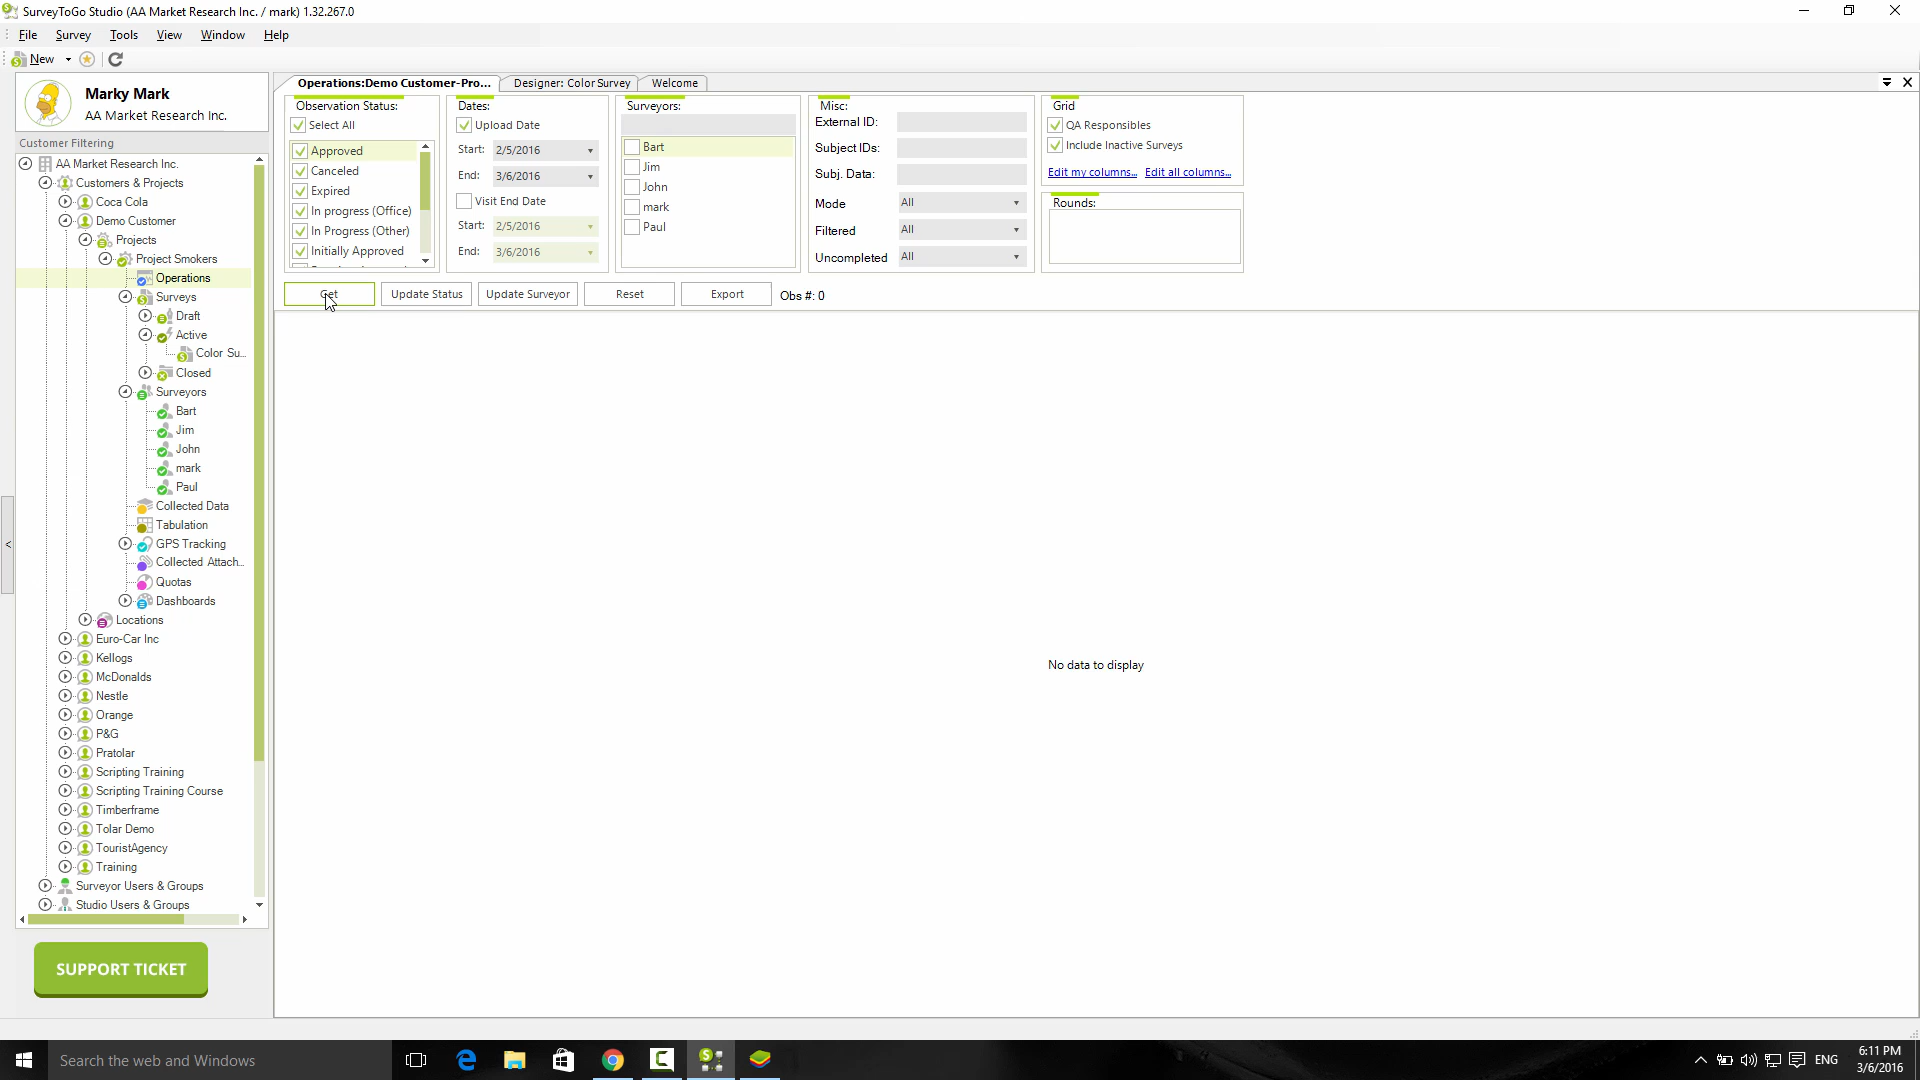 SurveyToGo Studio (AA Market Research Inc. / mark) 1.32.267.0
File Survey Tools View Window Help
New
Marky Mark
AA Market Research Inc.
Customer Filtering
AA Market Research Inc.
Customers & Projects
Coca Cola
Demo Customer
Projects
Project Smokers
Operations
Surveys
Draft
Active
Color Su...
Closed
Surveyors
Bart
Jim
John
mark
Paul
Collected Data
Tabulation
GPS Tracking
Collected Attach...
Quotas
Dashboards
Locations
Euro-Car Inc
Kellogs
McDonalds
Nestle
Orange
P&G
Pratolar
Scripting Training
Scripting Training Course
Timberframe
Tolar Demo
TouristAgency
Training
Surveyor Users & Groups
Studio Users & Groups
SUPPORT TICKET
<
Operations:Demo Customer-Pro... Designer: Color Survey Welcome
Observation Status:
Select All
Approved
Canceled
Expired
In progress (Office)
In Progress (Other)
Initially Approved
Dates:
Upload Date
Start: 2/5/2016
End: 3/6/2016
Visit End Date
Start: 2/5/2016
End: 3/6/2016
Surveyors:
Bart
Jim
John
mark
Paul
Misc:
External ID:
Subject IDs:
Subj. Data:
Mode All
Filtered All
Uncompleted All
Grid
QA Responsibles
Include Inactive Surveys
Edit my columns... Edit all columns...
Rounds:
Get Update Status Update Surveyor Reset Export Obs #: 0
No data to display
Search the web and Windows
ENG
6:11 PM
3/6/2016